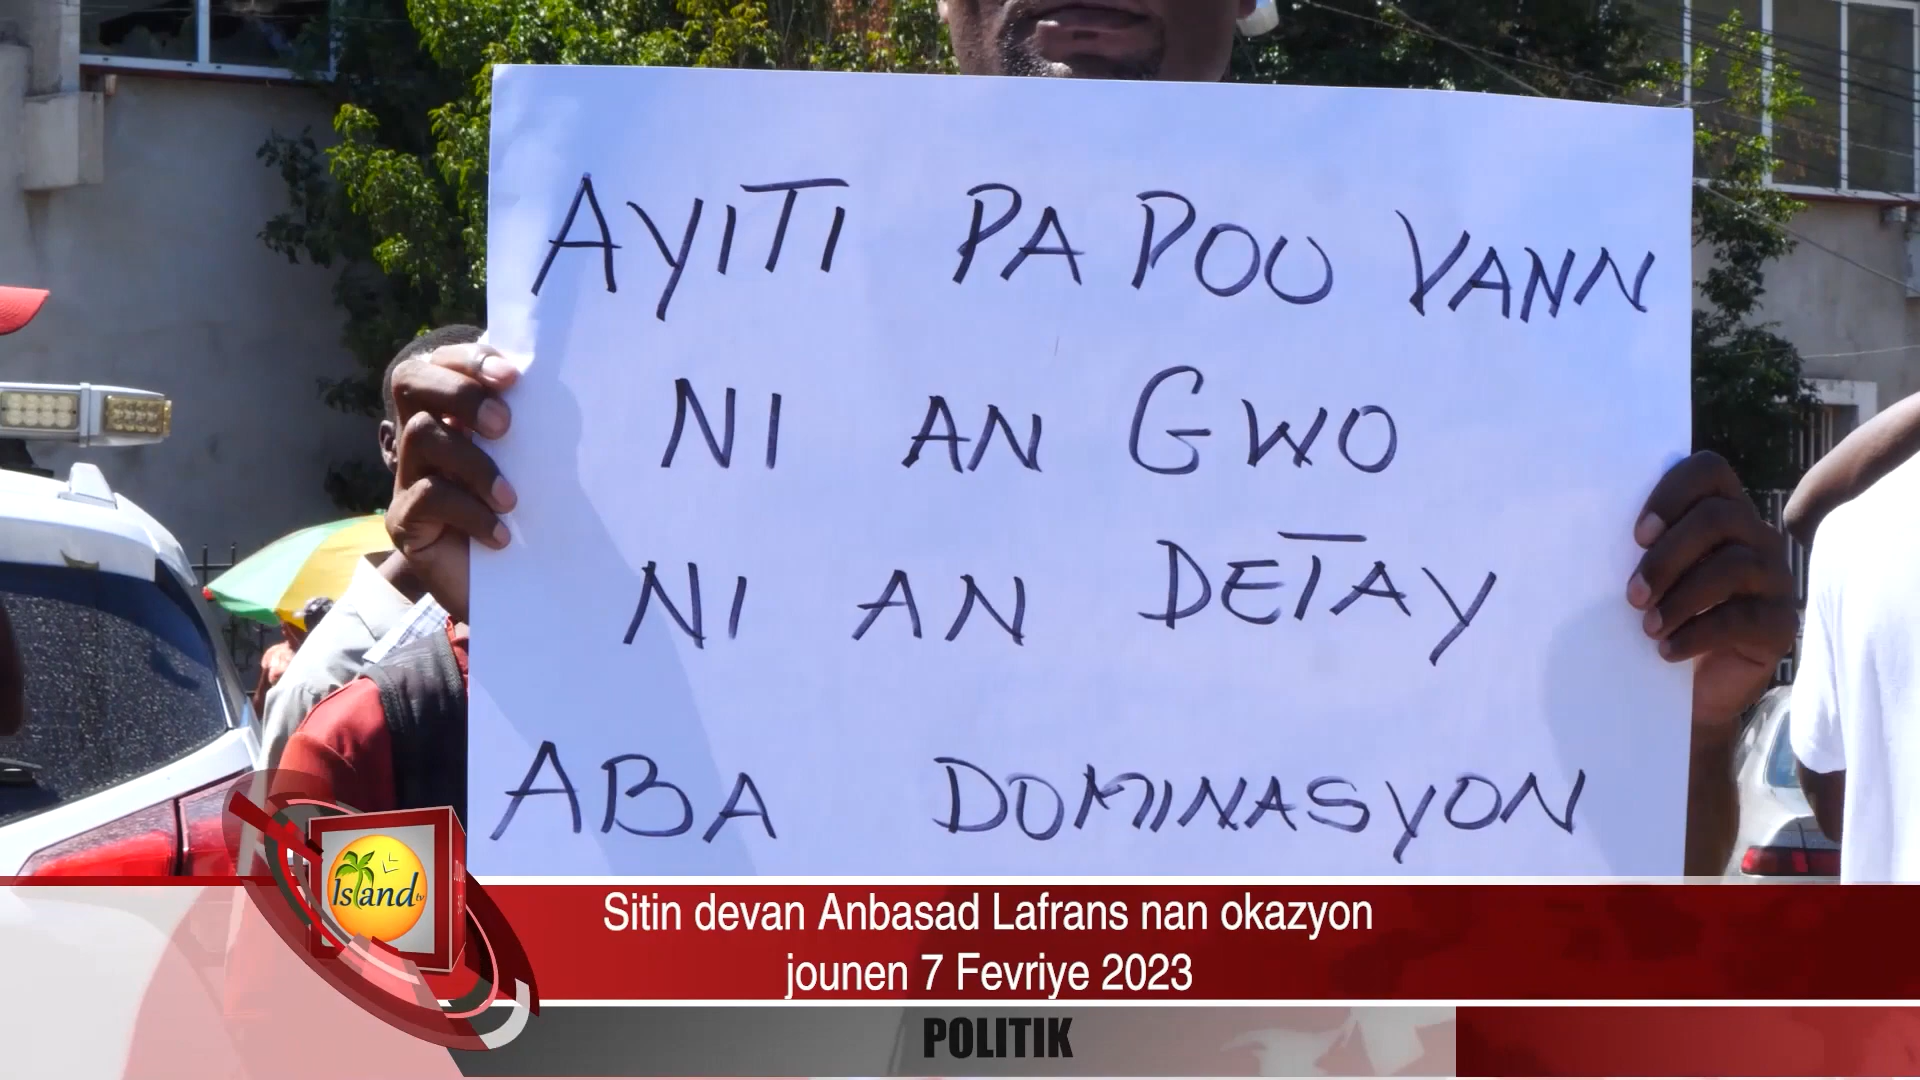 AYITI PA POU VANN
NI AN GWO
NI AN DETAY
ABA DOMINASYON
Island tv
Sitin devan Anbasad Lafrans nan okazyon
jounen 7 Fevriye 2023
POLITIK